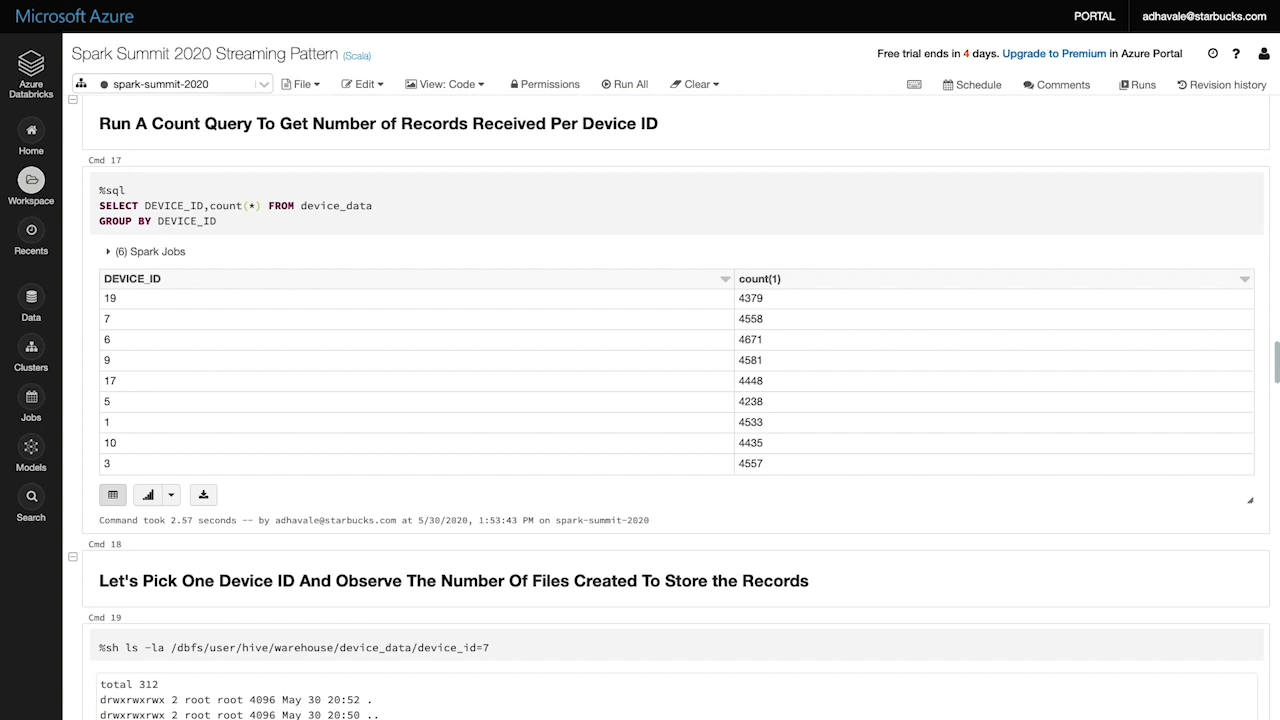 Microsoft Azure
PORTAL
adhavale@starbucks.com
Azure
Databricks
Home
Workspace
Recents
Data
Clusters
Jobs
Models
Search
Spark Summit 2020 Streaming Pattern (Scala)
Free trial ends in 4 days. Upgrade to Premium in Azure Portal
?
spark-summit-2020
File
Edit
View: Code
Permissions
Run All
Clear
Schedule
Comments
Runs
Revision history
Run A Count Query To Get Number of Records Received Per Device ID
Cmd 17
%sql
SELECT DEVICE_ID,count(*) FROM device_data
GROUP BY DEVICE_ID
(6) Spark Jobs
DEVICE_ID count(1)
19 4379
7 4558
6 4671
9 4581
17 4448
5 4238
1 4533
10 4435
3 4557
Command took 2.57 seconds -- by adhavale@starbucks.com at 5/30/2020, 1:53:43 PM on spark-summit-2020
Cmd 18
Let's Pick One Device ID And Observe The Number Of Files Created To Store the Records
Cmd 19
%sh ls -la /dbfs/user/hive/warehouse/device_data/device_id=7
total 312
drwxrwxrwx 2 root root 4096 May 30 20:52 .
drwxrwxrwx 2 root root 4096 May 30 20:50 ..